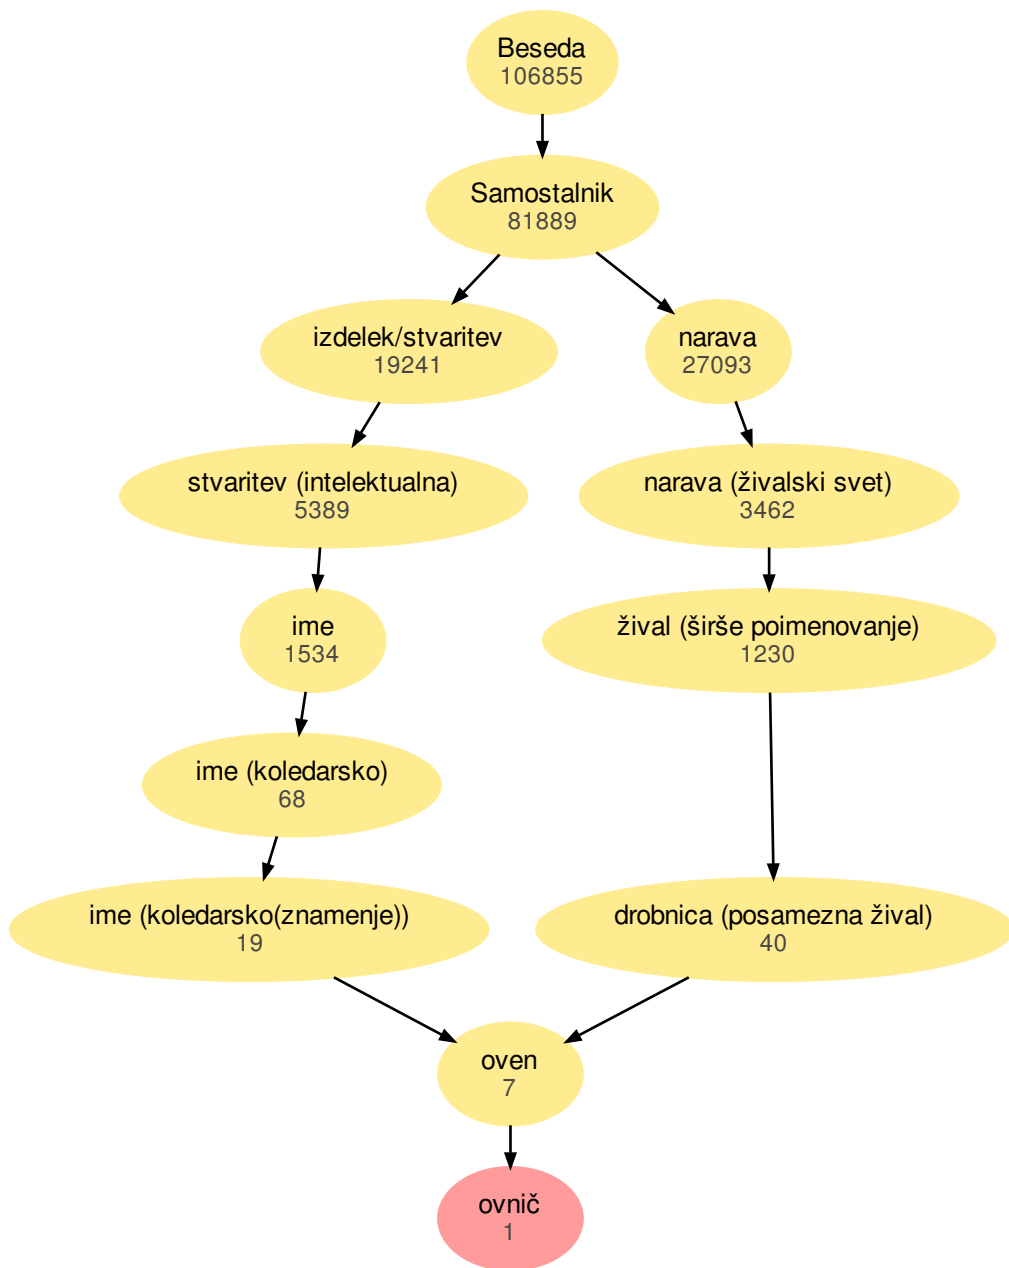 Beseda
106855
Samostalnik
81889
izdelek/stvaritev
19241
narava
27093
stvaritev (intelektualna)
5389
narava (živalski svet)
3462
ime
1534
žival (širše poimenovanje)
1230
ime (koledarsko)
68
ime (koledarsko(znamenje))
19
drobnica (posamezna žival)
40
oven
7
ovnič
1